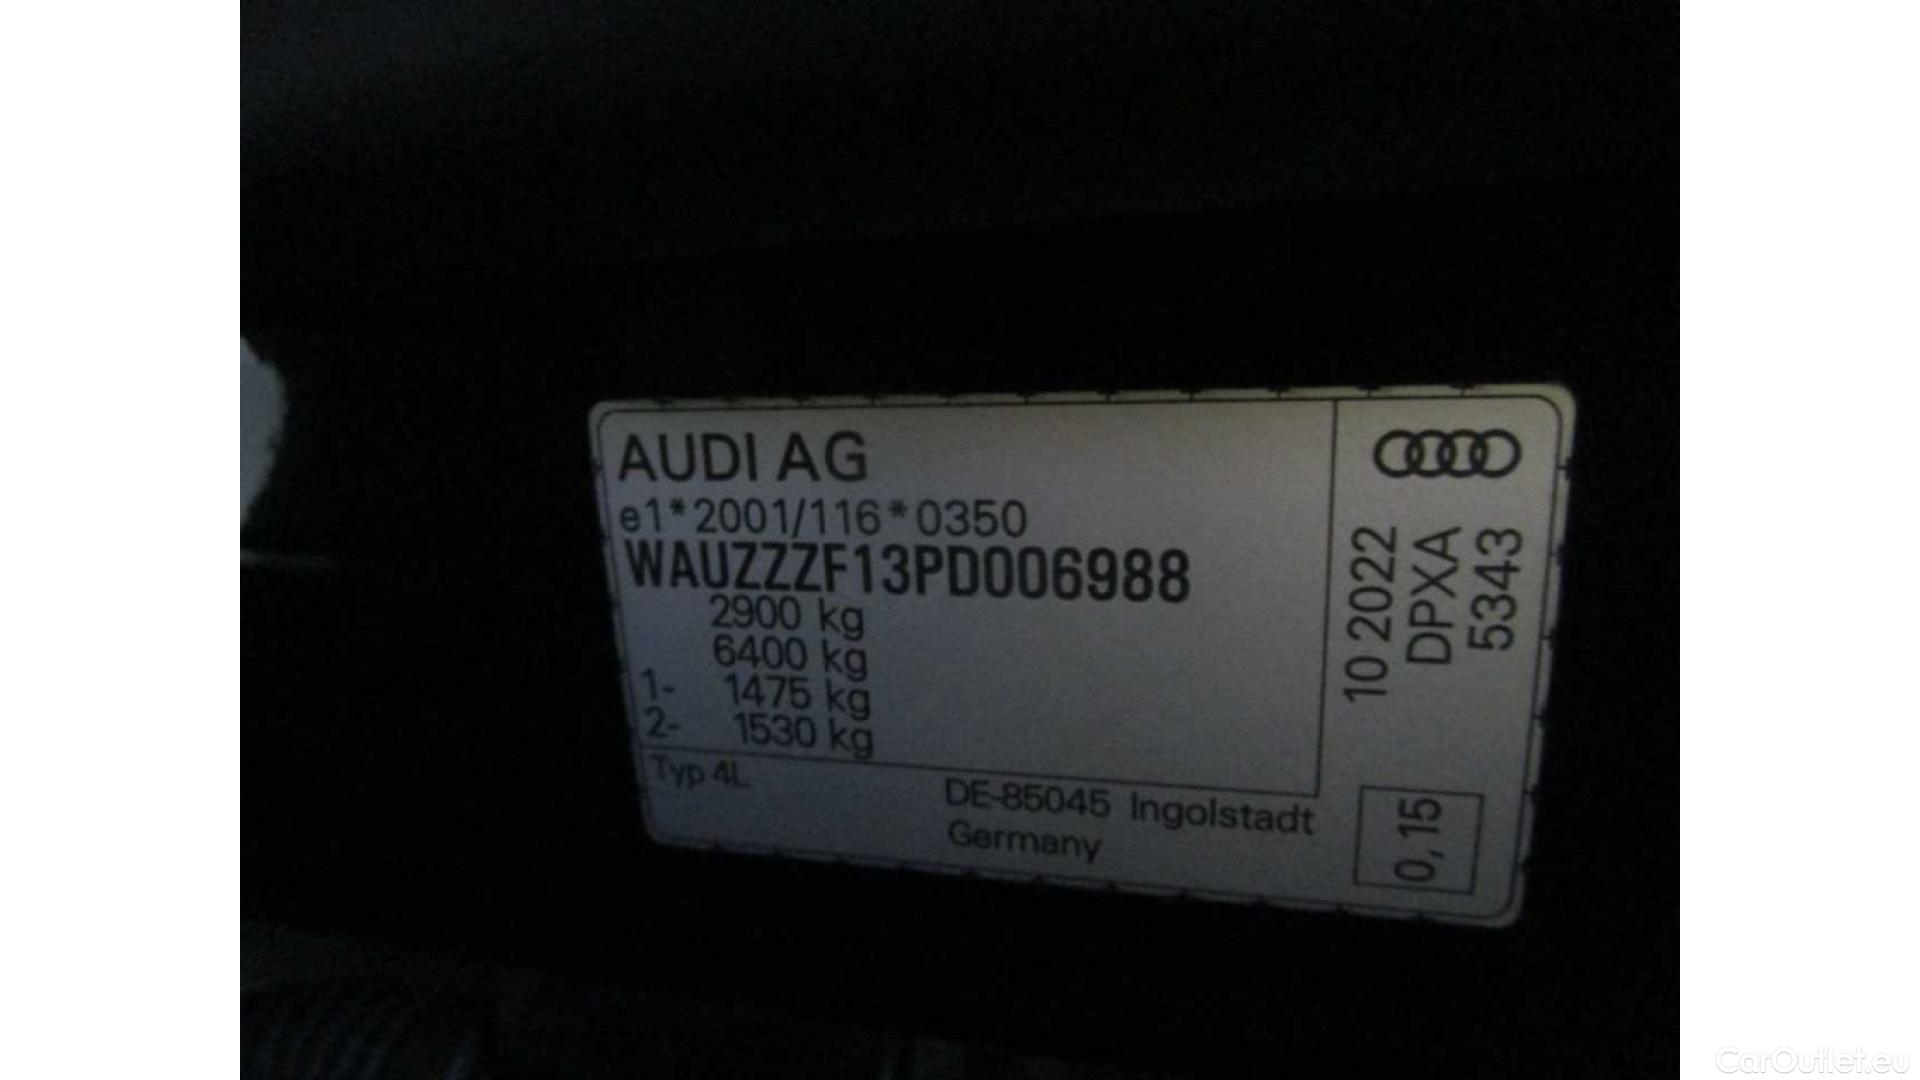 AUDI AG
e1*2001/116*0350
WAUZZZF13PD006988
2900 kg
6400 kg
1- 1475 kg
2- 1530 kg
Typ 4L
DE-85045 Ingolstadt
Germany
10 2022
DPXA
5343
0,15
CarOutlet.eu